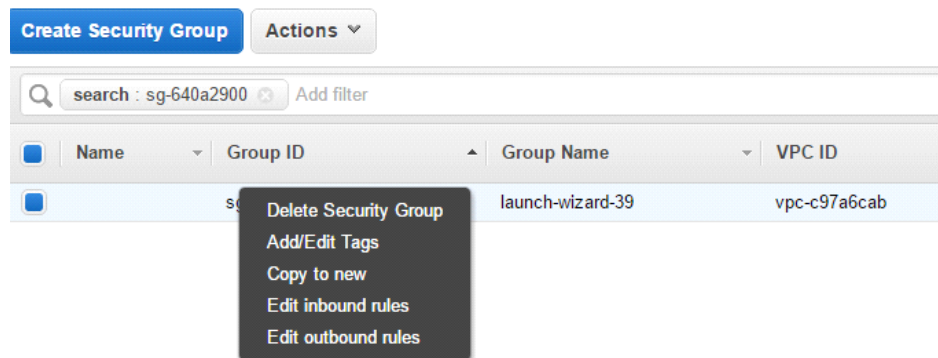 Create Security Group Actions
search : sg-640a2900 Add filter
Name Group ID Group Name VPC ID
launch-wizard-39 vpc-c97a6cab
Delete Security Group
Add/Edit Tags
Copy to new
Edit inbound rules
Edit outbound rules